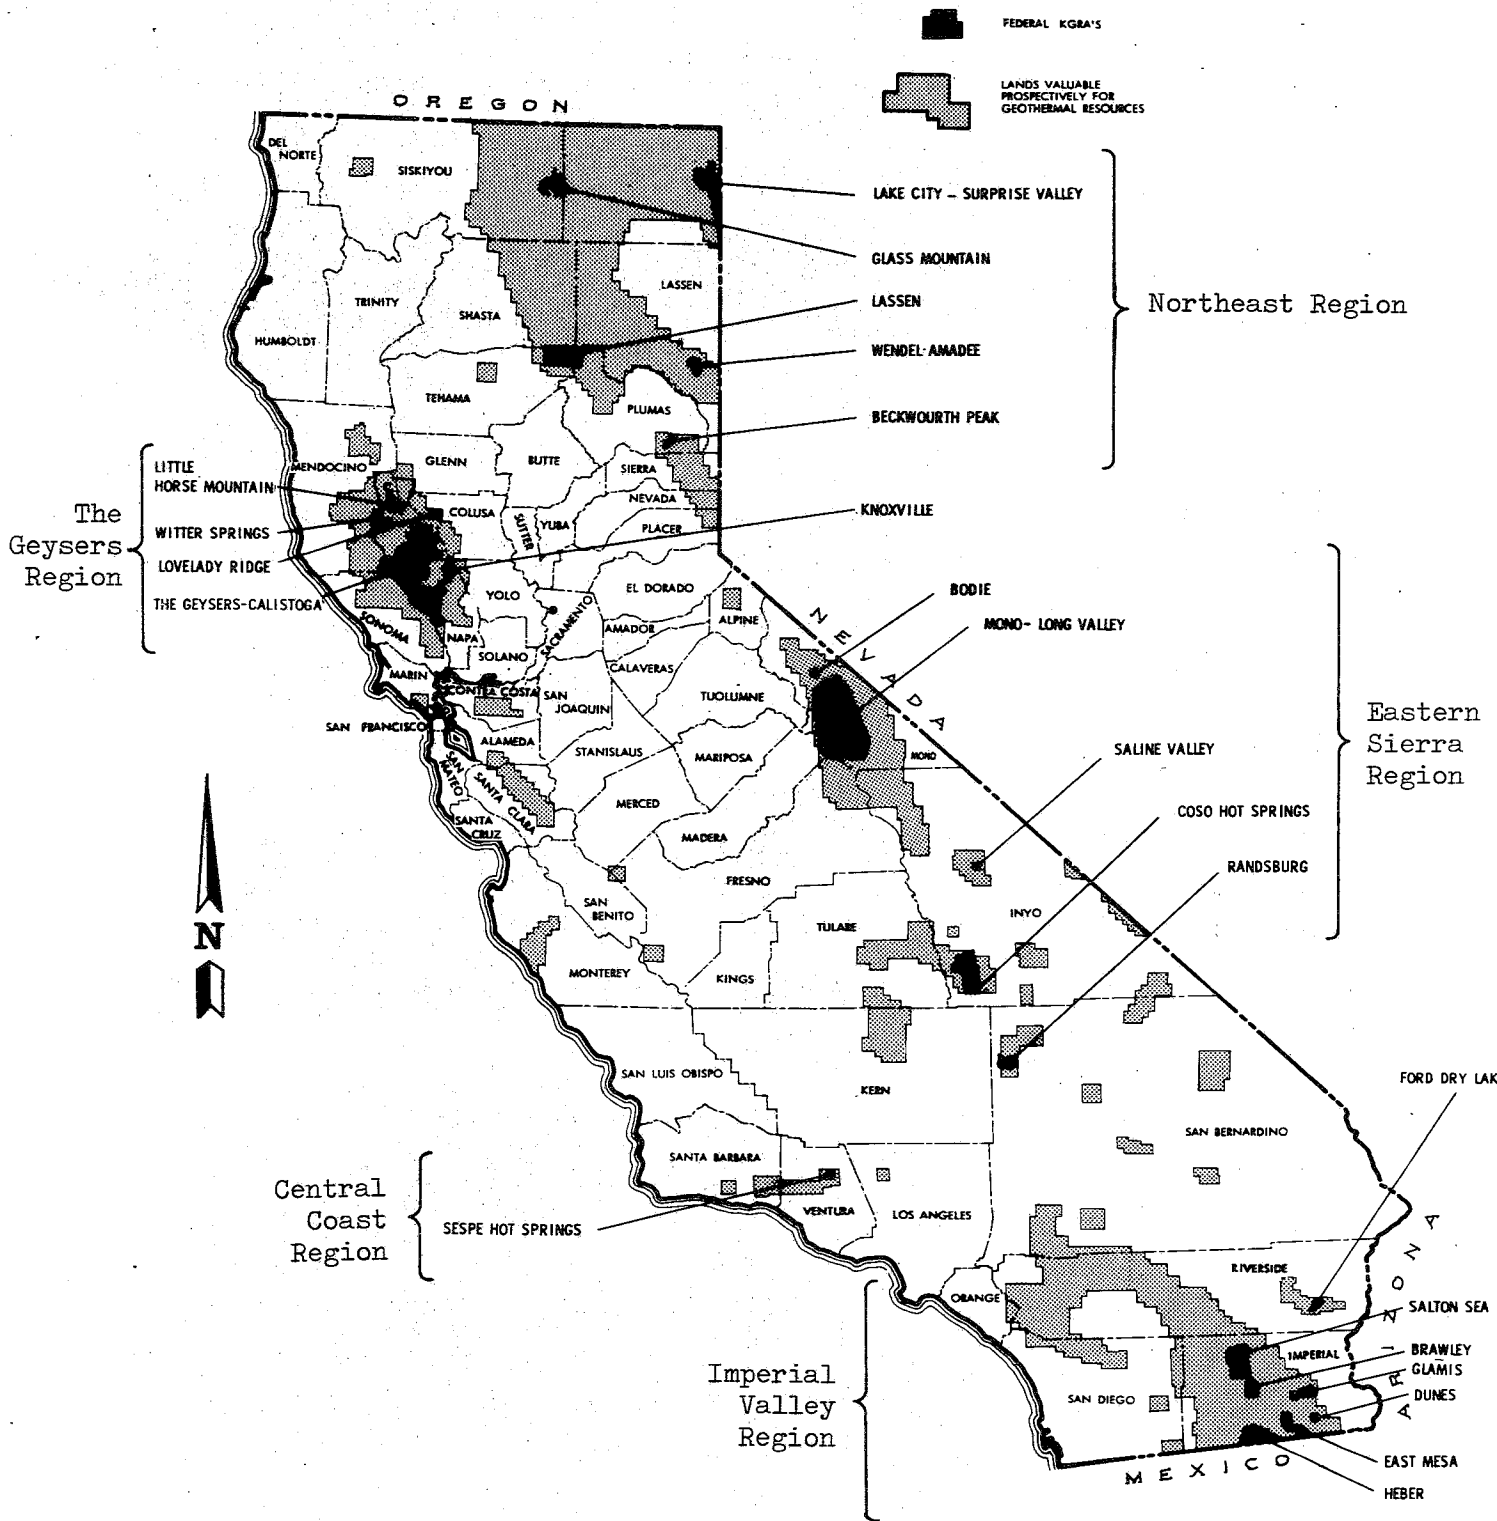 FEDERAL KGRA'S
LANDS VALUABLE
PROSPECTIVELY FOR
GEOTHERMAL RESOURCES
OREGON
DEL
NORTE
SISKIYOU
LAKE CITY - SURPRISE VALLEY
GLASS MOUNTAIN
LASSEN
TRINITY
SHASTA
LASSEN
Northeast Region
HUMBOLDT
WENDEL-AMADEE
TEHAMA
PLUMAS
BECKWOURTH PEAK
MENDOCINO
GLENN
BUTTE
SIERRA
LITTLE
HORSE MOUNTAIN
NEVADA
COLUSA
SUTTER
YUBA
PLACER
KNOXVILLE
The
Geysers
Region
WITTER SPRINGS
LOVELADY RIDGE
THE GEYSERS-CALISTOGA
YOLO
EL DORADO
BODIE
SONOMA
NAPA
SACRAMENTO
AMADOR
ALPINE
NEVADA
MONO- LONG VALLEY
SOLANO
CALAVERAS
MARIN
CONTRA COSTA
SAN
JOAQUIN
TUOLUMNE
SAN FRANCISCO
ALAMEDA
STANISLAUS
MARIPOSA
MONO
SALINE VALLEY
Eastern
Sierra
Region
SAN
MATEO
SANTA
CLARA
MERCED
SANTA
CRUZ
MADERA
COSO HOT SPRINGS
RANDSBURG
FRESNO
SAN
BENITO
TULARE
INYO
N
MONTEREY
KINGS
SAN LUIS OBISPO
KERN
FORD DRY LAK
SAN BERNARDINO
SANTA BARBARA
Central
Coast
Region
SESPE HOT SPRINGS
VENTURA
LOS ANGELES
ARIZONA
RIVERSIDE
ORANGE
SALTON SEA
IMPERIAL
BRAWLEY
GLAMIS
DUNES
Imperial
Valley
Region
SAN DIEGO
MEXICO
EAST MESA
HEBER